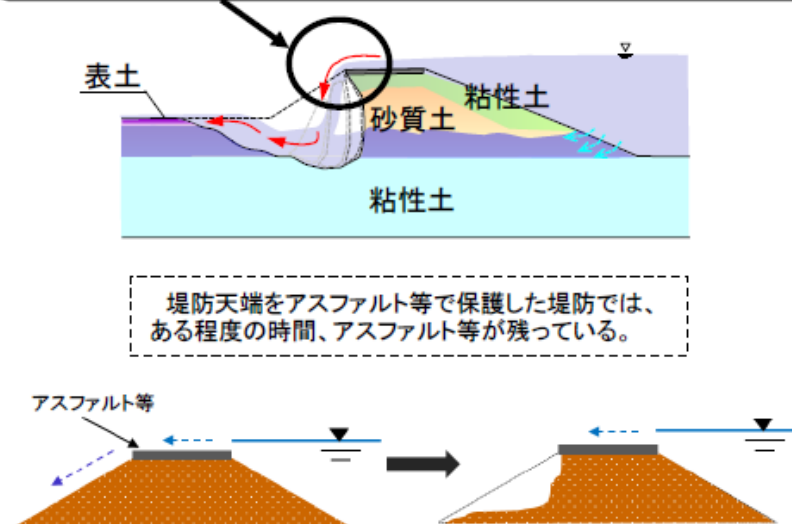 表土
粘性土
砂質土
粘性土
堤防天端をアスファルト等で保護した堤防では、
ある程度の時間、アスファルト等が残っている。
アスファルト等